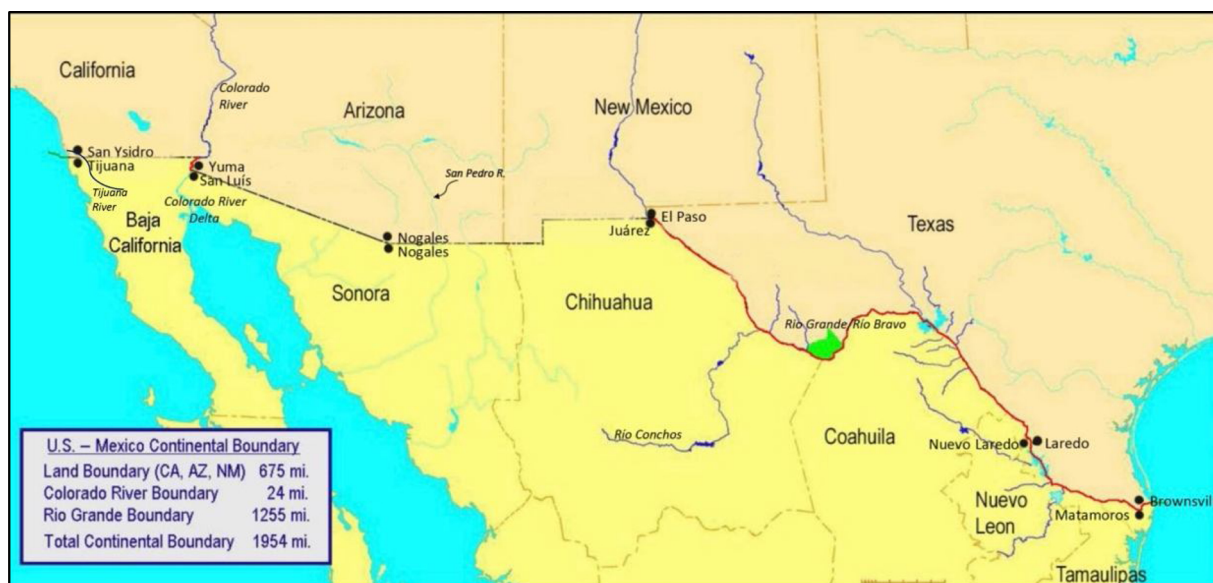 California
Colorado
River
Arizona
New Mexico
San Ysidro
Tijuana
Yuma
San Luís
San Pedro R.
Tijuana
River
Colorado River
Delta
Baja
California
El Paso
Juárez
Texas
Nogales
Nogales
Sonora
Chihuahua
Río Grande/Río Bravo
Río Conchos
Coahuila
Nuevo Laredo
Laredo
Nuevo
Leon
Brownsvil
Matamoros
Tamaulipas
U.S. – Mexico Continental Boundary
Land Boundary (CA, AZ, NM) 675 mi.
Colorado River Boundary 24 mi.
Rio Grande Boundary 1255 mi.
Total Continental Boundary 1954 mi.